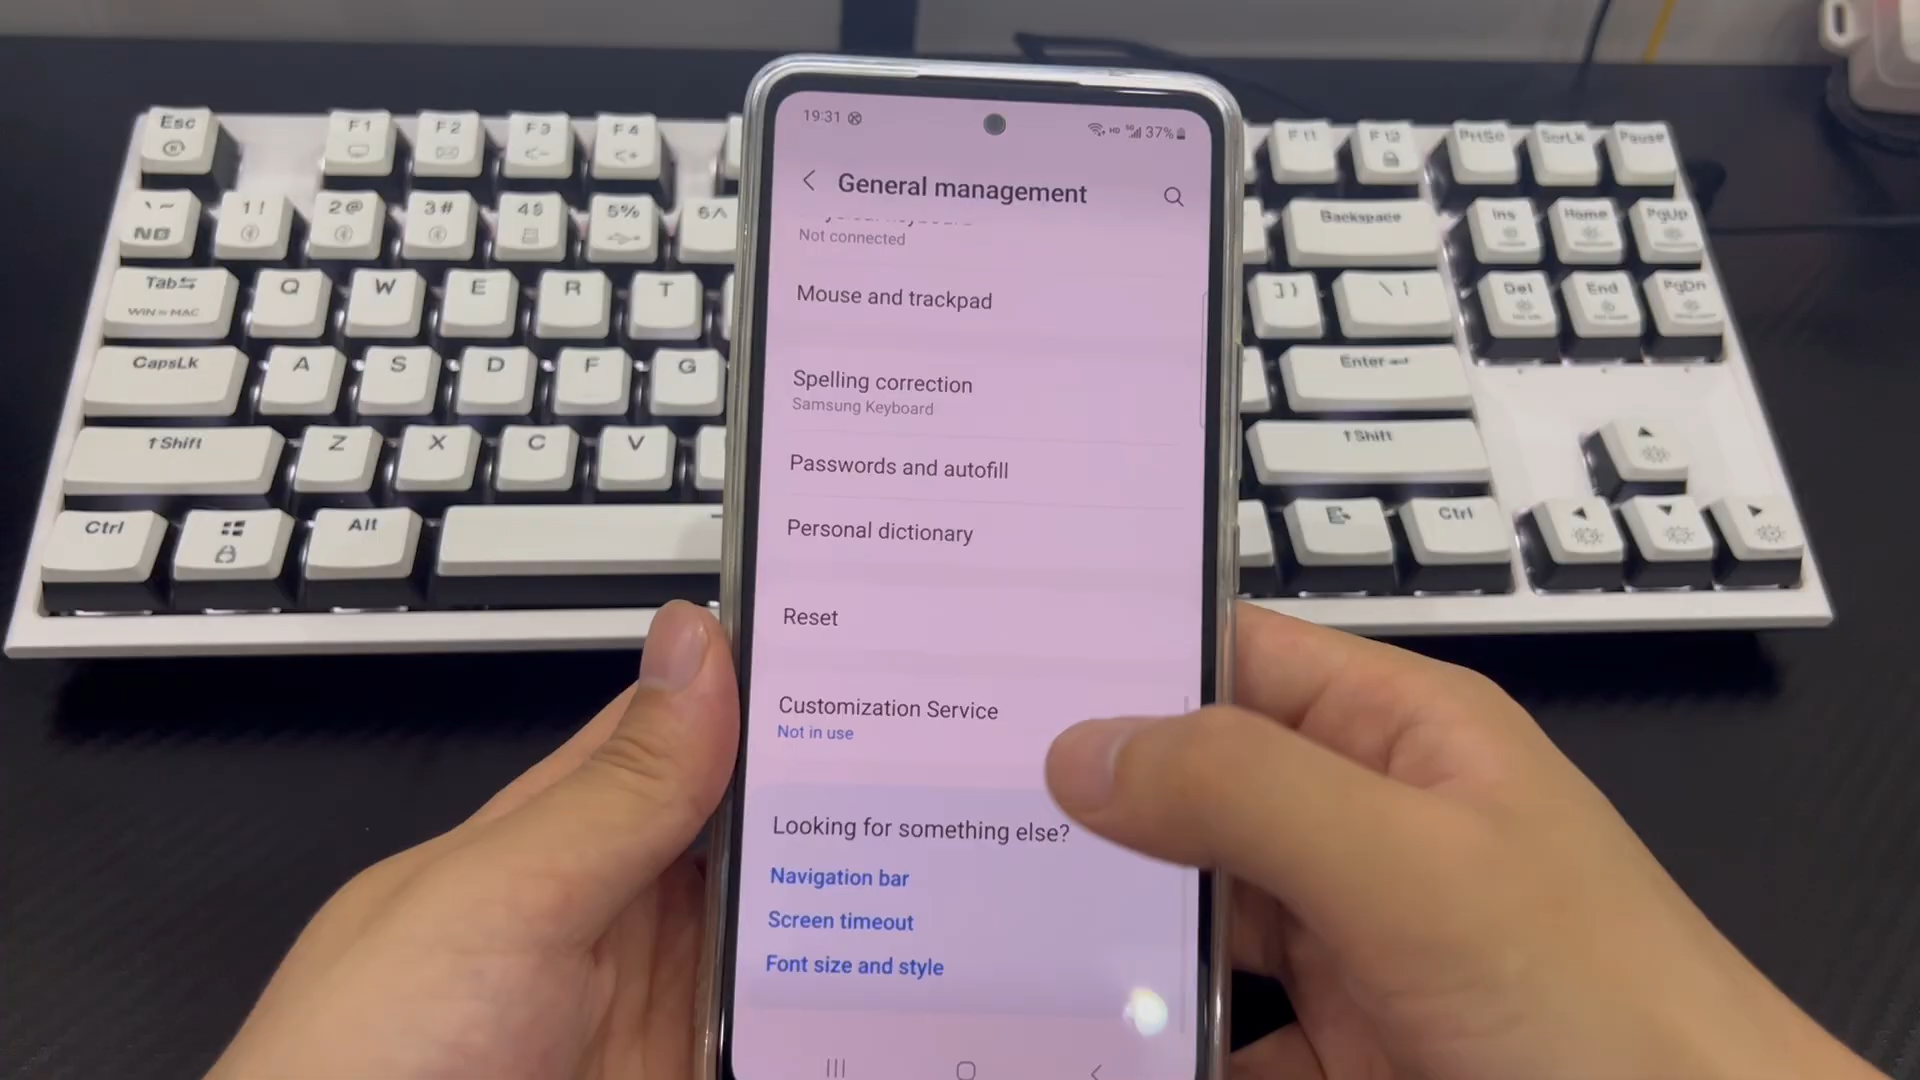 19:31
HD 5G 37%
General management
Not connected
Mouse and trackpad
Spelling correction
Samsung Keyboard
Passwords and autofill
Personal dictionary
Reset
Customization Service
Not in use
Looking for something else?
Navigation bar
Screen timeout
Font size and style
Esc F1 F2 F3 F4 F11 F12 PrtSc ScrLk Pause
1! 2@ 3# 4$ 5% 6^ Backspace Ins Home PgUp
Tab Q W E R T ]} \| Del End PgDn
WIN MAC
CapsLk A S D F G Enter
Shift Z X C V Shift
Ctrl Alt Ctrl